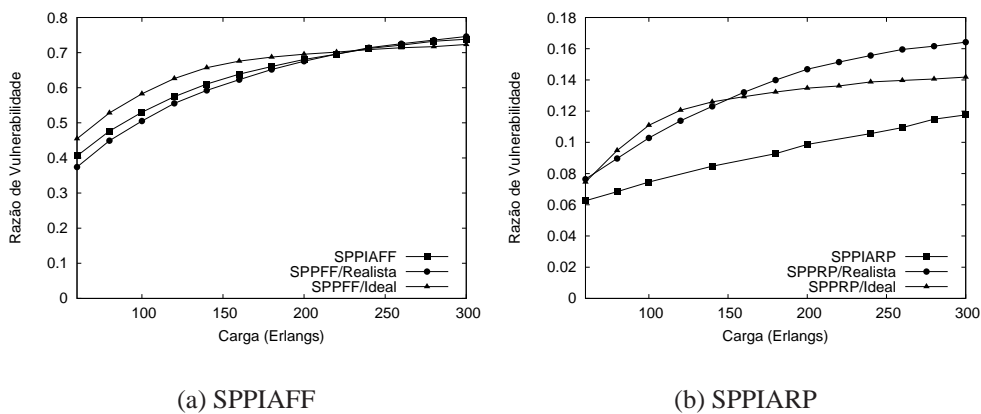 0.8
0.7
0.6
0.5
0.4
0.3
0.2
0.1
0
Razão de Vulnerabilidade
SPPIAFF
SPPFF/Realista
SPPFF/Ideal
100 150 200 250 300
Carga (Erlangs)
(a) SPPIAFF
0.18
0.16
0.14
0.12
0.1
0.08
0.06
0.04
0.02
0
Razão de Vulnerabilidade
SPPIARP
SPPRP/Realista
SPPRP/Ideal
100 150 200 250 300
Carga (Erlangs)
(b) SPPIARP